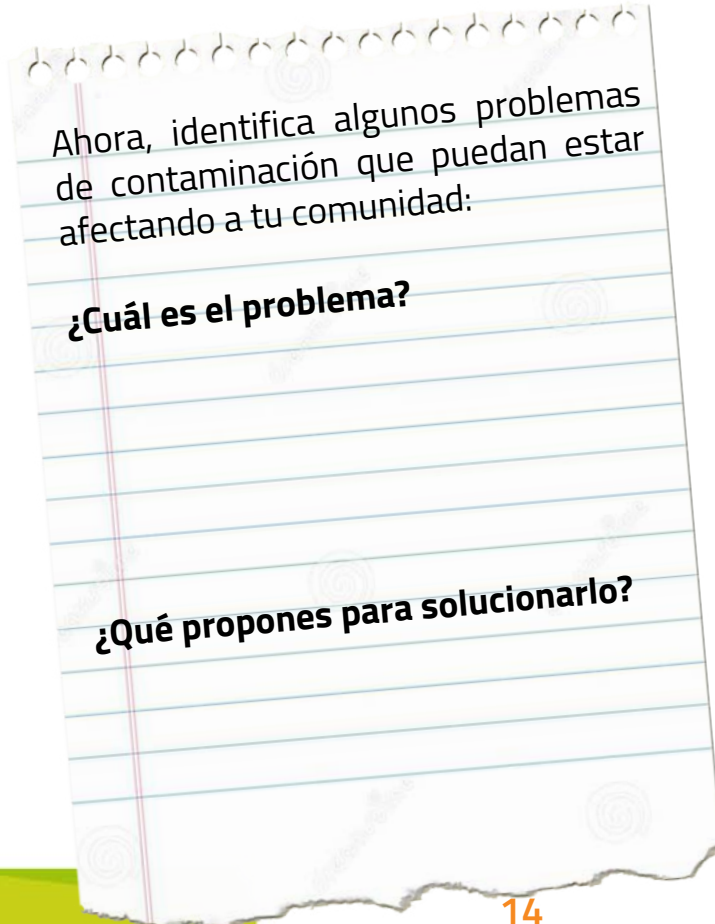 Ahora, identifica algunos problemas
de contaminación que puedan estar
afectando a tu comunidad:
¿Cuál es el problema?
¿Qué propones para solucionarlo?
14